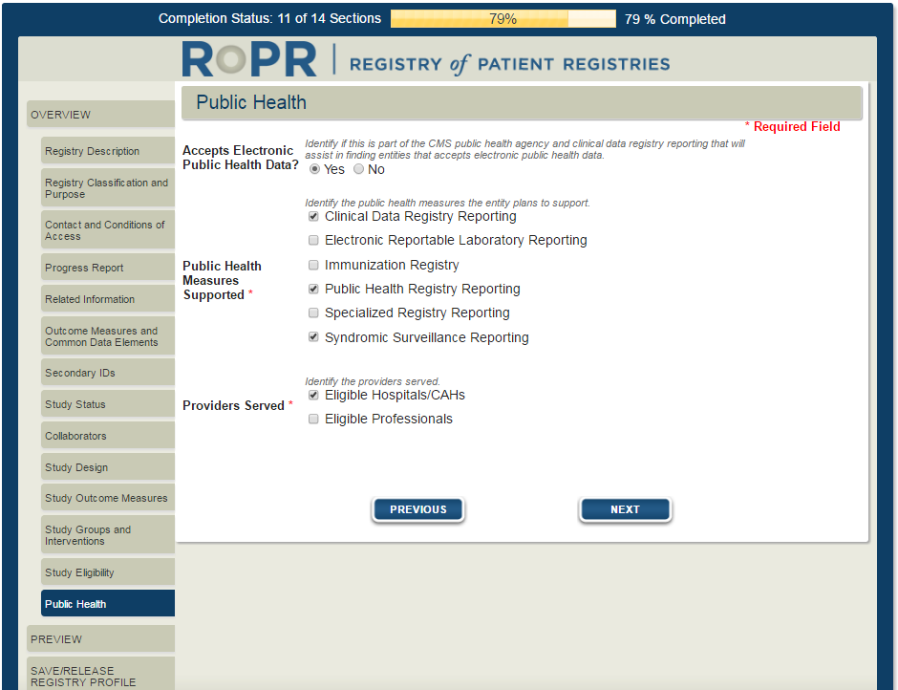 Completion Status: 11 of 14 Sections 79% 79 % Completed
ROPR REGISTRY of PATIENT REGISTRIES
OVERVIEW
Registry Description
Registry Classification and
Purpose
Contact and Conditions of
Access
Progress Report
Related Information
Outcome Measures and
Common Data Elements
Secondary IDs
Study Status
Collaborators
Study Design
Study Outcome Measures
Study Groups and
Interventions
Study Eligibility
Public Health
PREVIEW
SAVE/RELEASE
REGISTRY PROFILE
Public Health
* Required Field
Accepts Electronic
Public Health Data?
Identify if this is part of the CMS public health agency and clinical data registry reporting that will
assist in finding entities that accepts electronic public health data.
Yes No
Public Health
Measures
Supported *
Identify the public health measures the entity plans to support.
Clinical Data Registry Reporting
Electronic Reportable Laboratory Reporting
Immunization Registry
Public Health Registry Reporting
Specialized Registry Reporting
Syndromic Surveillance Reporting
Providers Served *
Identify the providers served.
Eligible Hospitals/CAHs
Eligible Professionals
PREVIOUS NEXT